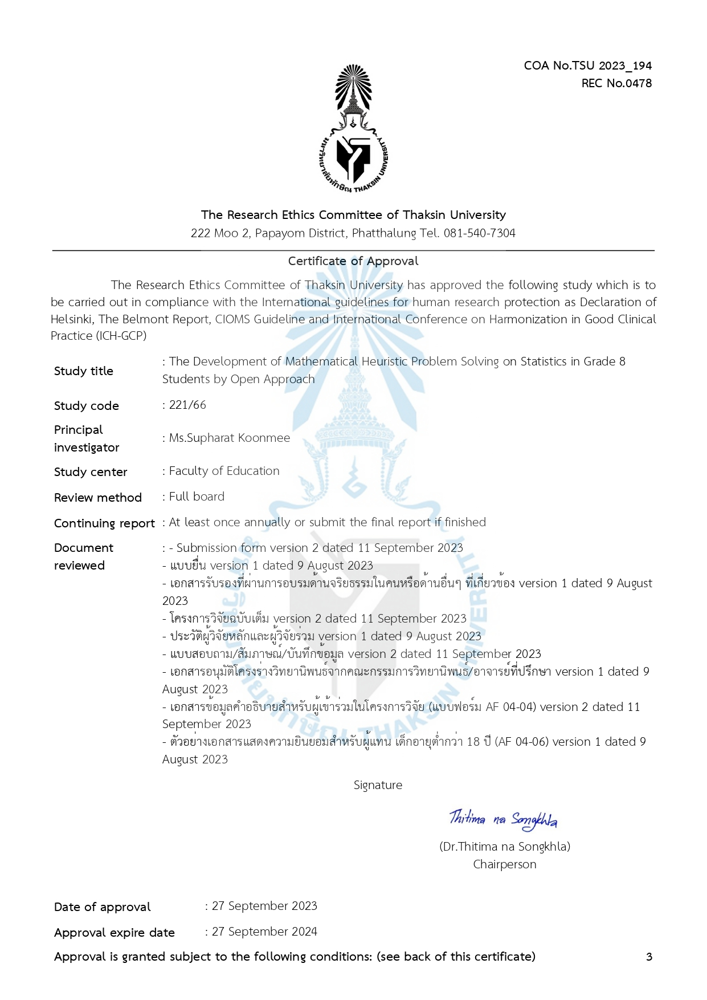 COA No.TSU 2023_194
REC No.0478
มหาวิทยาลัยทักษิณ THAKSIN UNIVERSITY
The Research Ethics Committee of Thaksin University
222 Moo 2, Papayom District, Phatthalung Tel. 081-540-7304
Certificate of Approval
The Research Ethics Committee of Thaksin University has approved the following study which is to
be carried out in compliance with the International guidelines for human research protection as Declaration of
Helsinki, The Belmont Report, CIOMS Guideline and International Conference on Harmonization in Good Clinical
Practice (ICH-GCP)
Study title : The Development of Mathematical Heuristic Problem Solving on Statistics in Grade 8
Students by Open Approach
Study code : 221/66
Principal
investigator : Ms.Supharat Koonmee
Study center : Faculty of Education
Review method : Full board
Continuing report : At least once annually or submit the final report if finished
Document : - Submission form version 2 dated 11 September 2023
reviewed - แบบยื่น version 1 dated 9 August 2023
- เอกสารรับรองที่ผ่านการอบรมด้านจริยธรรมในคนหรือด้านอื่นๆ ที่เกี่ยวข้อง version 1 dated 9 August
2023
- โครงการวิจัยฉบับเต็ม version 2 dated 11 September 2023
- ประวัติผู้วิจัยหลักและผู้วิจัยร่วม version 1 dated 9 August 2023
- แบบสอบถาม/สัมภาษณ์/บันทึกข้อมูล version 2 dated 11 September 2023
- เอกสารอนุมัติโครงร่างวิทยานิพนธ์จากคณะกรรมการวิทยานิพนธ์/อาจารย์ที่ปรึกษา version 1 dated 9
August 2023
- เอกสารข้อมูลคำอธิบายสำหรับผู้เข้าร่วมในโครงการวิจัย (แบบฟอร์ม AF 04-04) version 2 dated 11
September 2023
- ตัวอย่างเอกสารแสดงความยินยอมสำหรับผู้แทน เด็กอายุต่ำกว่า 18 ปี (AF 04-06) version 1 dated 9
August 2023
มหาวิทยาลัยทักษิณ THAKSIN UNIVERSITY
Signature
Thitima na Songkhla
(Dr.Thitima na Songkhla)
Chairperson
Date of approval : 27 September 2023
Approval expire date : 27 September 2024
Approval is granted subject to the following conditions: (see back of this certificate) 3